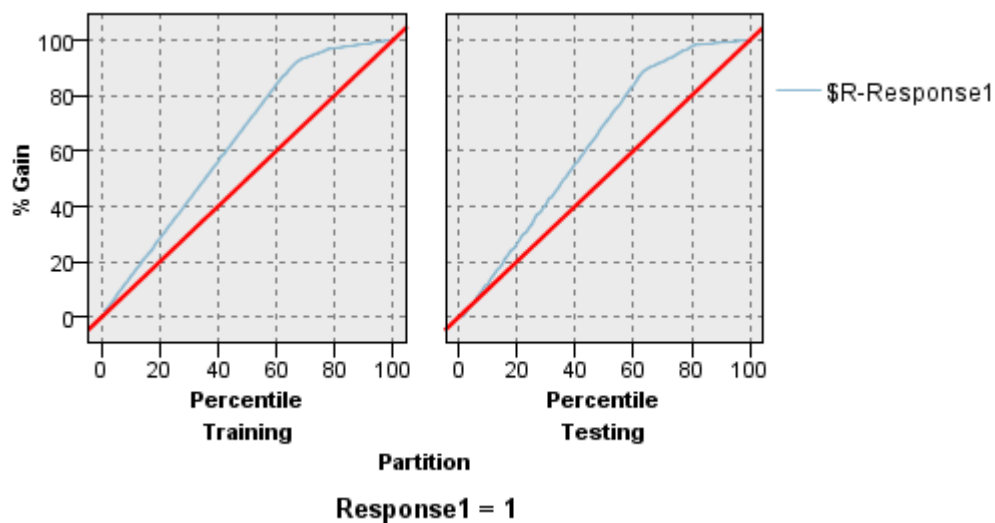 % Gain
100
80
60
40
20
0
0 20 40 60 80 100
Percentile
Training
0 20 40 60 80 100
Percentile
Testing
Partition
Response1 = 1
$R-Response1